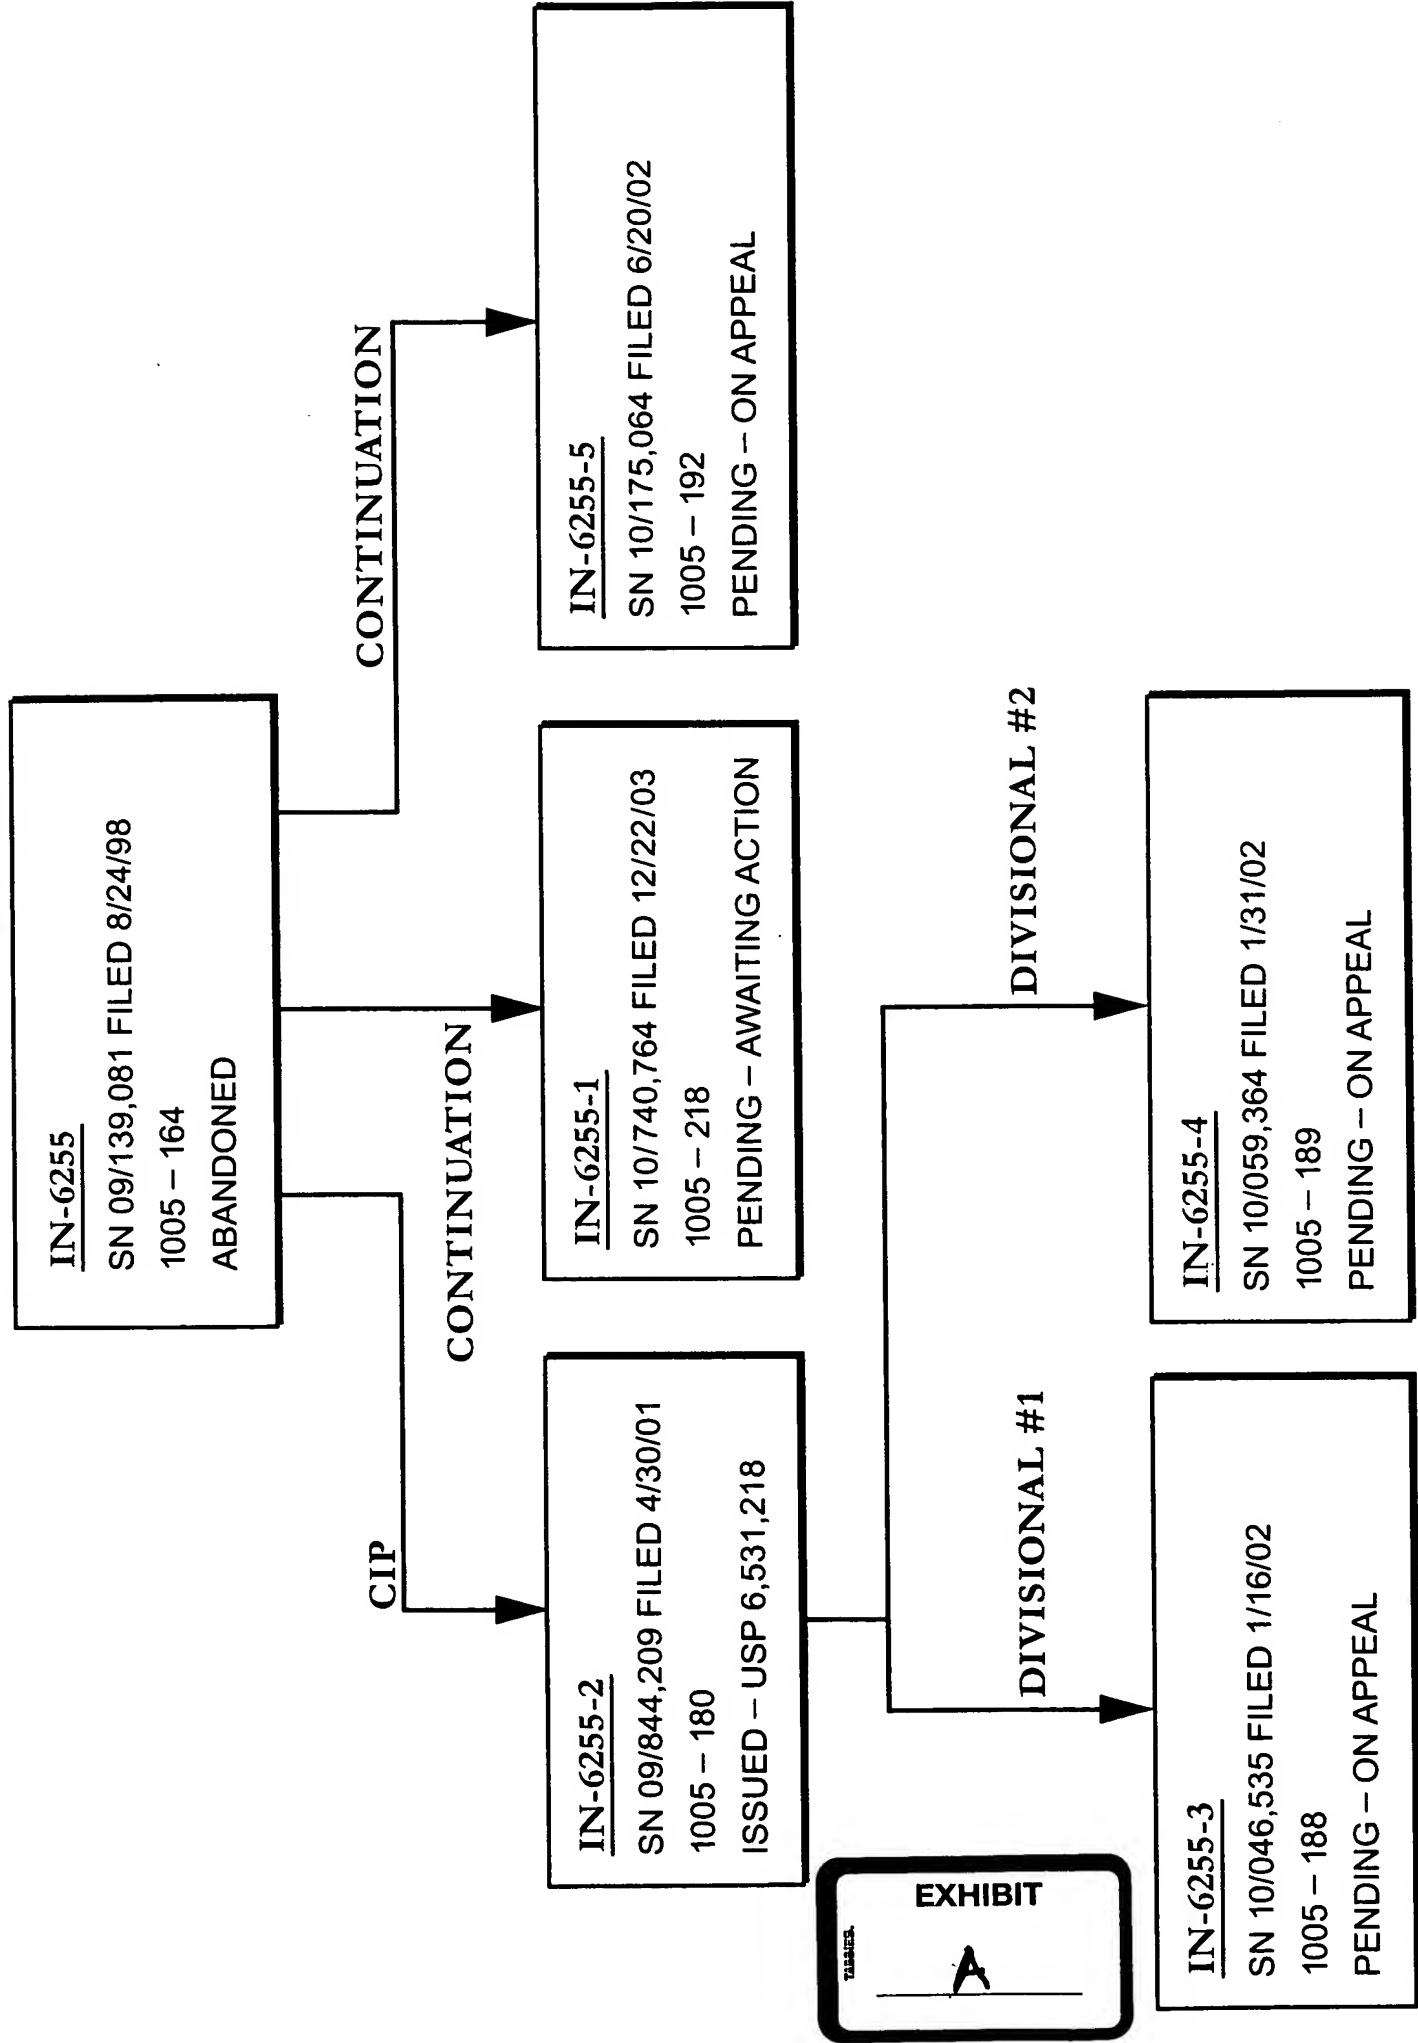 IN-6255
SN 09/139,081 FILED 8/24/98
1005 – 164
ABANDONED
CIP
CONTINUATION
CONTINUATION
IN-6255-2
SN 09/844,209 FILED 4/30/01
1005 – 180
ISSUED – USP 6,531,218
IN-6255-1
SN 10/740,764 FILED 12/22/03
1005 – 218
PENDING – AWAITING ACTION
IN-6255-5
SN 10/175,064 FILED 6/20/02
1005 – 192
PENDING – ON APPEAL
DIVISIONAL #1
DIVISIONAL #2
IN-6255-3
SN 10/046,535 FILED 1/16/02
1005 – 188
PENDING – ON APPEAL
IN-6255-4
SN 10/059,364 FILED 1/31/02
1005 – 189
PENDING – ON APPEAL
EXHIBIT
A